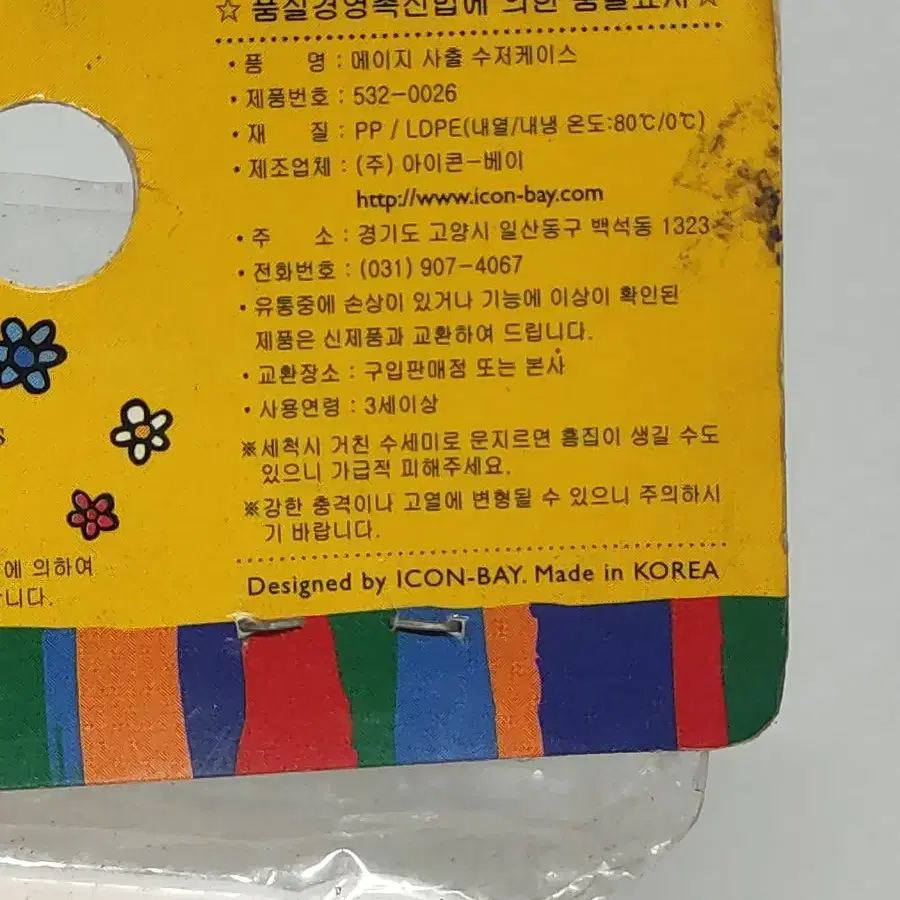 ☆ 품질경영촉진법에 의한 품질표시 ☆
• 품 명 : 메이지 사출 수저케이스
• 제품번호 : 532-0026
• 재 질 : PP / LDPE(내열/내냉 온도:80℃/0℃)
• 제조업체 : (주) 아이콘-베이
http://www.icon-bay.com
• 주 소 : 경기도 고양시 일산동구 백석동 1323
• 전화번호 : (031) 907-4067
• 유통중에 손상이 있거나 기능에 이상이 확인된
제품은 신제품과 교환하여 드립니다.
• 교환장소 : 구입판매정 또는 본사
• 사용연령 : 3세이상
※세척시 거친 수세미로 문지르면 흠집이 생길 수도
있으니 가급적 피해주세요.
※강한 충격이나 고열에 변형될 수 있으니 주의하시
기 바랍니다.
S
에 의하여
니다.
Designed by ICON-BAY. Made in KOREA